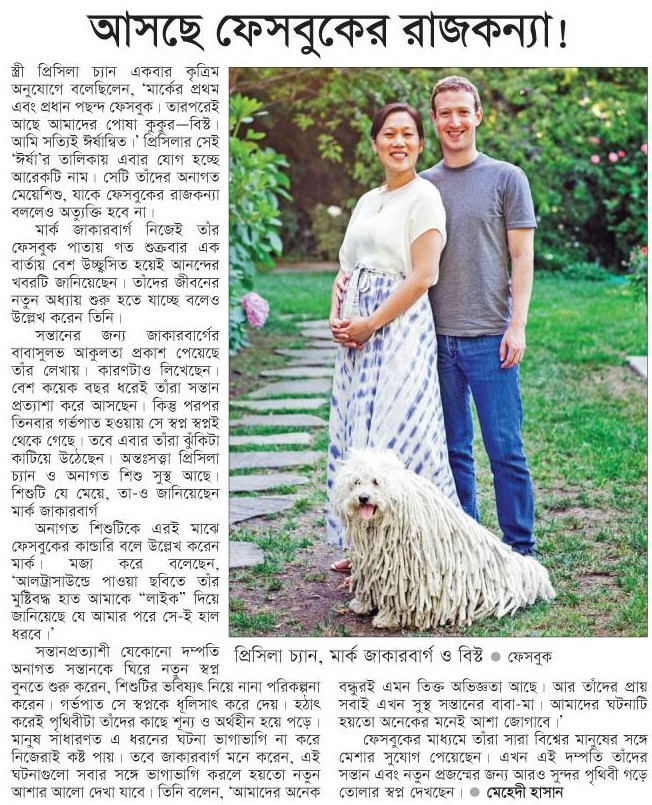 আসছে ফেসবুকের রাজকন্যা!
স্ত্রী প্রিসিলা চ্যান একবার কৃত্রিম
অনুযোগে বলেছিলেন, ‘মার্কের প্রথম
এবং প্রধান পছন্দ ফেসবুক। তারপরেই
আছে আমাদের পোষা কুকুর—বিস্ট।
আমি সত্যিই ঈর্ষান্বিত।’ প্রিসিলার সেই
‘ঈর্ষা’র তালিকায় এবার যোগ হচ্ছে
আরেকটি নাম। সেটি তাঁদের অনাগত
মেয়েশিশু, যাকে ফেসবুকের রাজকন্যা
বললেও অত্যুক্তি হবে না।
মার্ক জাকারবার্গ নিজেই তাঁর
ফেসবুক পাতায় গত শুক্রবার এক
বার্তায় বেশ উচ্ছ্বসিত হয়েই আনন্দের
খবরটি জানিয়েছেন। তাঁদের জীবনের
নতুন অধ্যায় শুরু হতে যাচ্ছে বলেও
উল্লেখ করেন তিনি।
সন্তানের জন্য জাকারবার্গের
বাবাসুলভ আকুলতা প্রকাশ পেয়েছে
তাঁর লেখায়। কারণটাও লিখেছেন।
বেশ কয়েক বছর ধরেই তাঁরা সন্তান
প্রত্যাশা করে আসছেন। কিন্তু পরপর
তিনবার গর্ভপাত হওয়ায় সে স্বপ্ন স্বপ্নই
থেকে গেছে। তবে এবার তাঁরা ঝুঁকিটা
কাটিয়ে উঠেছেন। অন্তঃসত্ত্বা প্রিসিলা
চ্যান ও অনাগত শিশু সুস্থ আছে।
শিশুটি যে মেয়ে, তা-ও জানিয়েছেন
মার্ক জাকারবার্গ
অনাগত শিশুটিকে এরই মাঝে
ফেসবুকের কান্ডারি বলে উল্লেখ করেন
মার্ক। মজা করে বলেছেন,
‘আলট্রাসাউন্ডে পাওয়া ছবিতে তাঁর
মুষ্টিবদ্ধ হাত আমাকে “লাইক” দিয়ে
জানিয়েছে যে আমার পরে সে-ই হাল
ধরবে।’
সন্তানপ্রত্যাশী যেকোনো দম্পতি
অনাগত সন্তানকে ঘিরে নতুন স্বপ্ন
বুনতে শুরু করেন, শিশুটির ভবিষ্যৎ নিয়ে নানা পরিকল্পনা
করেন। গর্ভপাত সে স্বপ্নকে ধূলিসাৎ করে দেয়। হঠাৎ
করেই পৃথিবীটা তাঁদের কাছে শূন্য ও অর্থহীন হয়ে পড়ে।
মানুষ সাধারণত এ ধরনের ঘটনা ভাগাভাগি না করে
নিজেরাই কষ্ট পায়। তবে জাকারবার্গ মনে করেন, এই
ঘটনাগুলো সবার সঙ্গে ভাগাভাগি করলে হয়তো নতুন
আশার আলো দেখা যাবে। তিনি বলেন, ‘আমাদের অনেক
প্রিসিলা চ্যান, মার্ক জাকারবার্গ ও বিস্ট ● ফেসবুক
বন্ধুরই এমন তিক্ত অভিজ্ঞতা আছে। আর তাঁদের প্রায়
সবাই এখন সুস্থ সন্তানের বাবা-মা। আমাদের ঘটনাটি
হয়তো অনেকের মনেই আশা জোগাবে।’
ফেসবুকের মাধ্যমে তাঁরা সারা বিশ্বের মানুষের সঙ্গে
মেশার সুযোগ পেয়েছেন। এখন এই দম্পতি তাঁদের
সন্তান এবং নতুন প্রজন্মের জন্য আরও সুন্দর পৃথিবী গড়ে
তোলার স্বপ্ন দেখছেন। ● মেহেদী হাসান